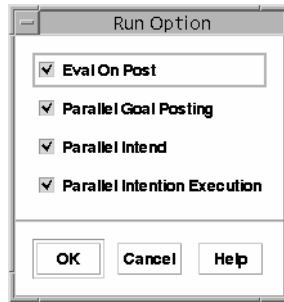 Run Option
Eval On Post
Parallel Goal Posting
Parallel Intend
Parallel Intention Execution
OK Cancel Help